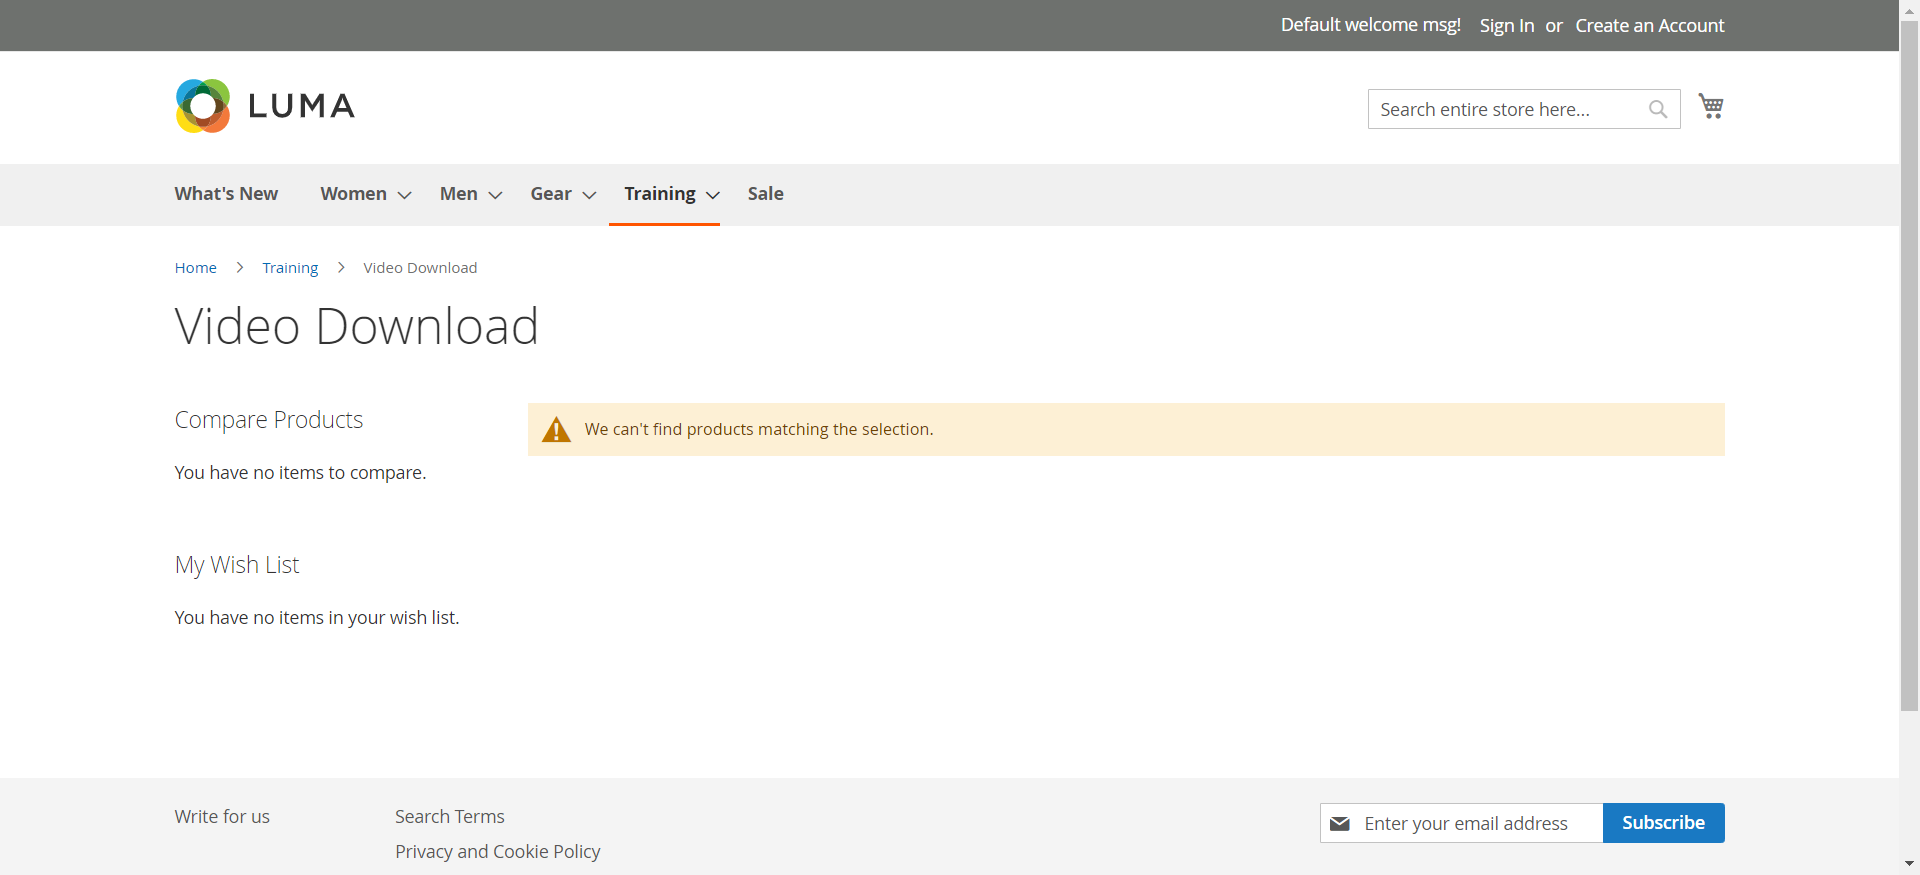 Default welcome msg! Sign In or Create an Account
LUMA
Search entire store here...
What's New Women Men Gear Training Sale
Home Training Video Download
Video Download
Compare Products
We can't find products matching the selection.
You have no items to compare.
My Wish List
You have no items in your wish list.
Write for us Search Terms
Enter your email address Subscribe
Privacy and Cookie Policy